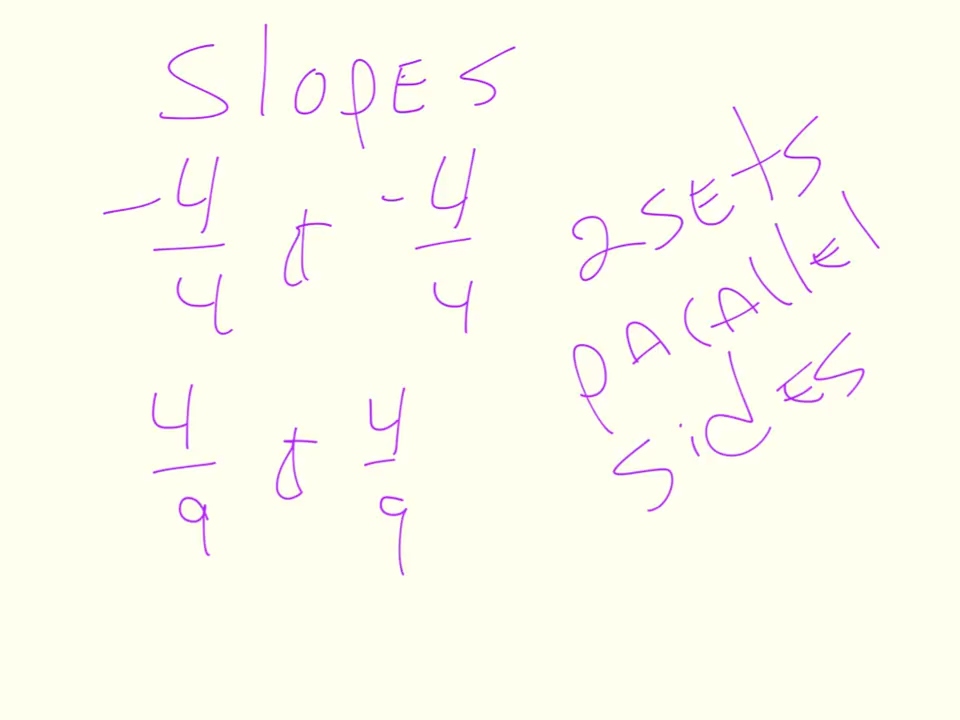 SlopES
-4/4 & -4/4
4/9 & 4/9
2 SETS
PARAllEl
SidES